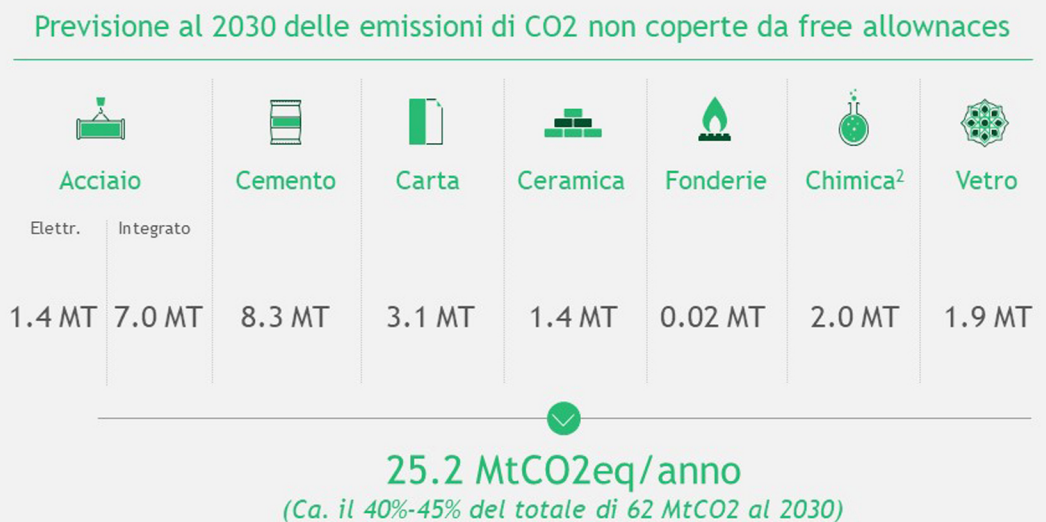 Previsione al 2030 delle emissioni di CO2 non coperte da free allownaces
Acciaio Cemento Carta Ceramica Fonderie Chimica² Vetro
Elettr. Integrato
1.4 MT 7.0 MT 8.3 MT 3.1 MT 1.4 MT 0.02 MT 2.0 MT 1.9 MT
25.2 MtCO2eq/anno
(Ca. il 40%-45% del totale di 62 MtCO2 al 2030)